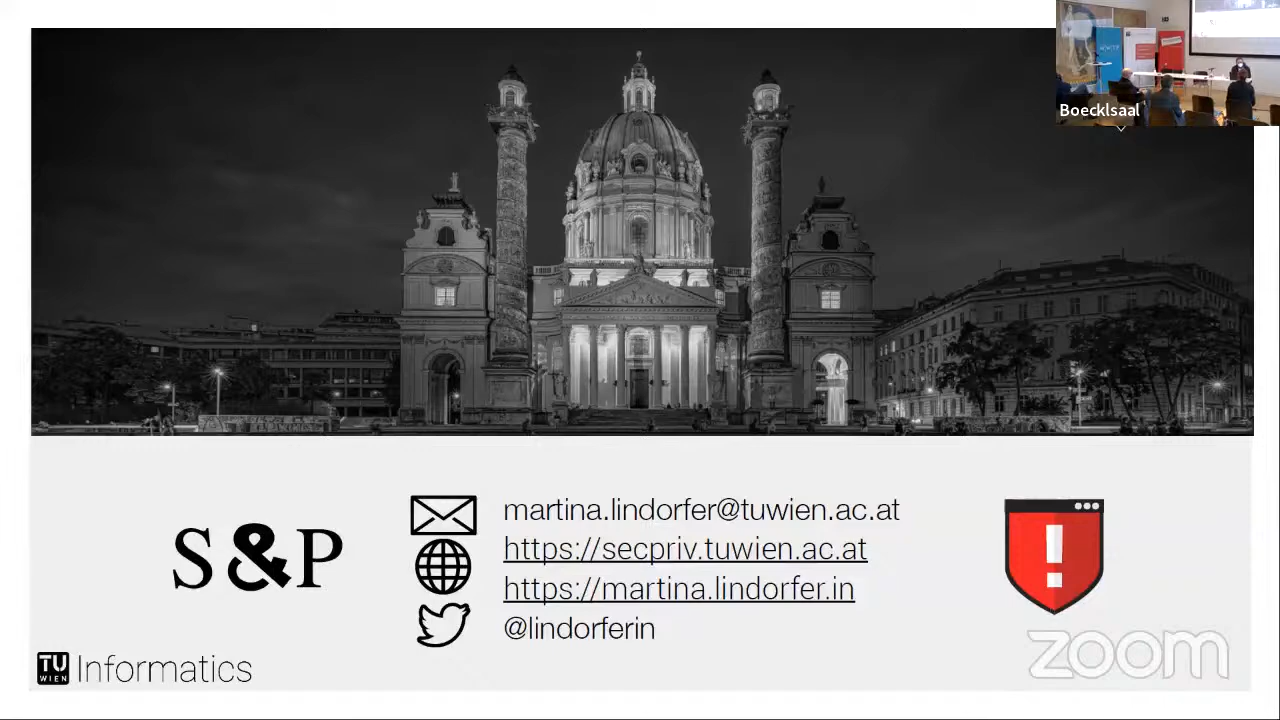 Boecklsaal
S&P
martina.lindorfer@tuwien.ac.at
https://secpriv.tuwien.ac.at
https://martina.lindorfer.in
@lindorferin
!
TU
WIEN
Informatics
zoom